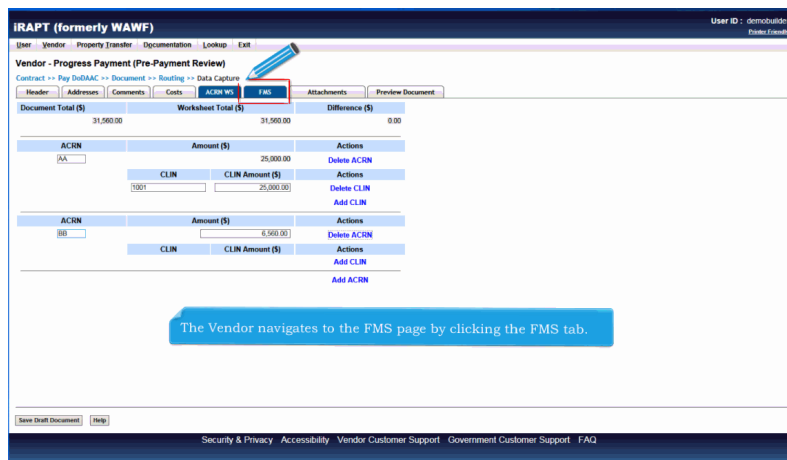 iRAPT (formerly WAWF)
User ID : demobuilde
Printer Friendl
User Vendor Property Transfer Documentation Lookup Exit
Vendor - Progress Payment (Pre-Payment Review)
Contract >> Pay DoDAAC >> Document >> Routing >> Data Capture
Header Addresses Comments Costs ACRN WS FMS Attachments Preview Document
Document Total ($) Worksheet Total ($) Difference ($)
31,560.00 31,560.00 0.00
ACRN Amount ($) Actions
AA 25,000.00 Delete ACRN
CLIN CLIN Amount ($) Actions
1001 25,000.00 Delete CLIN
Add CLIN
ACRN Amount ($) Actions
BB 6,560.00 Delete ACRN
CLIN CLIN Amount ($) Actions
Add CLIN
Add ACRN
The Vendor navigates to the FMS page by clicking the FMS tab.
Save Draft Document Help
Security & Privacy Accessibility Vendor Customer Support Government Customer Support FAQ